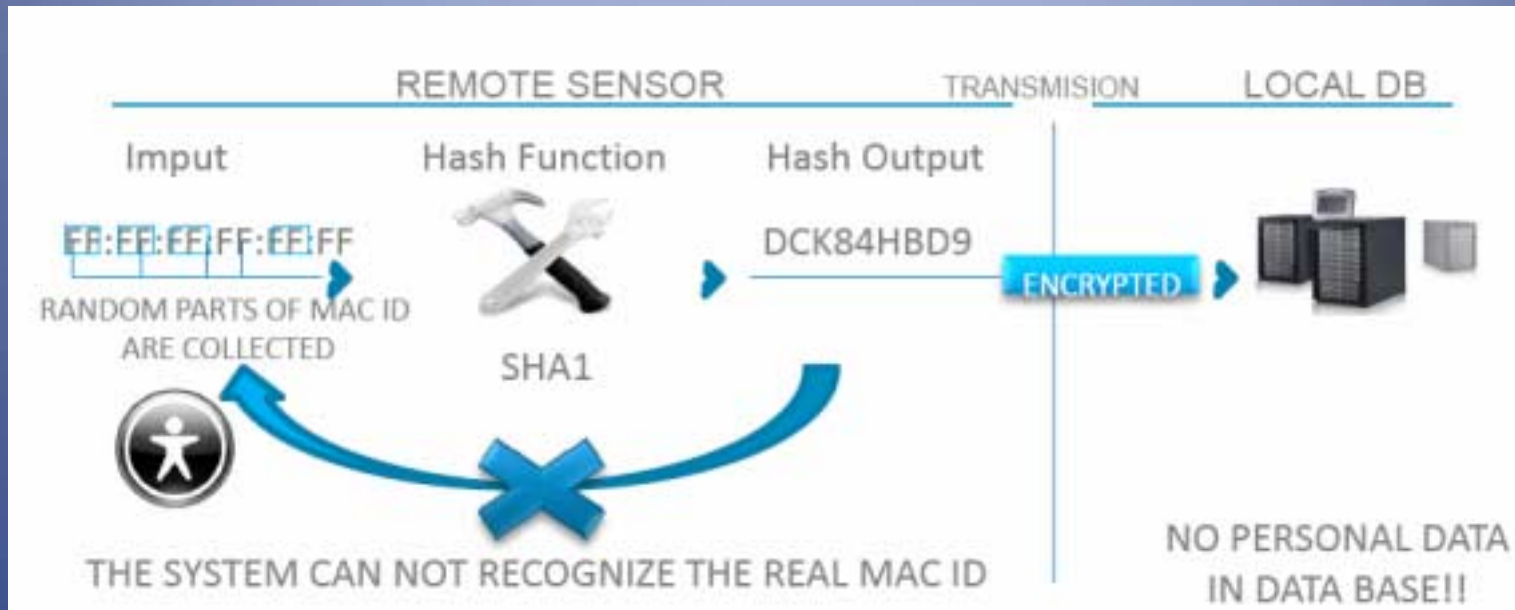 REMOTE SENSOR
TRANSMISION
LOCAL DB
Imput
Hash Function
Hash Output
FF:FF:FF:FF:FF:FF
DCK84HBD9
ENCRYPTED
RANDOM PARTS OF MAC ID
ARE COLLECTED
SHA1
THE SYSTEM CAN NOT RECOGNIZE THE REAL MAC ID
NO PERSONAL DATA
IN DATA BASE!!